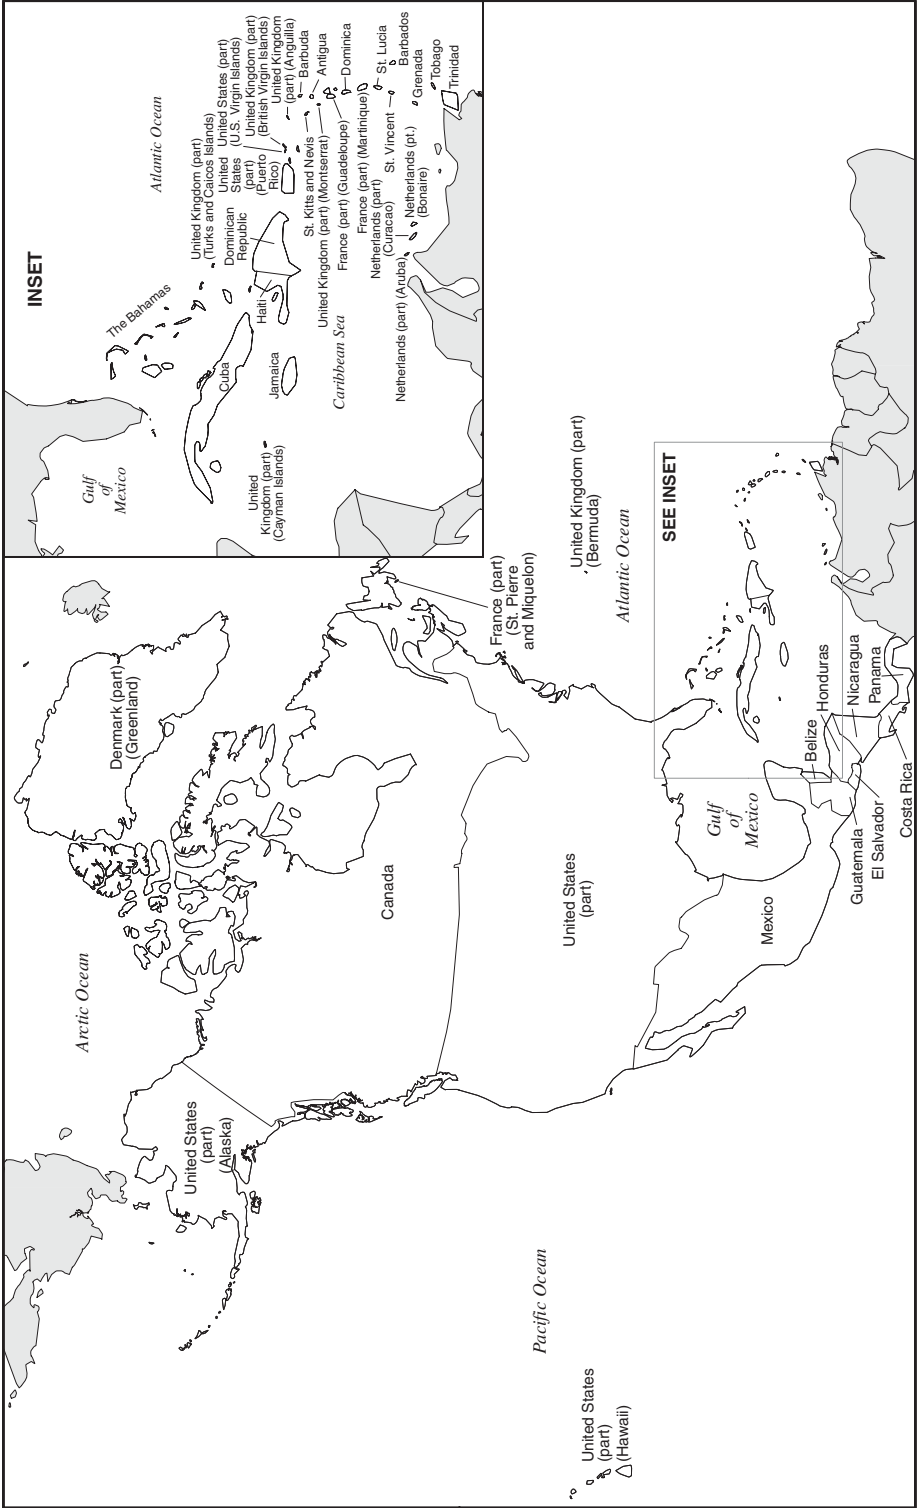 Arctic Ocean
Denmark (part)
(Greenland)
United States
(part)
(Alaska)
Canada
France (part)
(St. Pierre
and Miquelon)
United States
(part)
United Kingdom (part)
(Bermuda)
Atlantic Ocean
Pacific Ocean
United States
(part)
(Hawaii)
SEE INSET
Gulf
of
Mexico
Mexico
Belize
Honduras
Nicaragua
Panama
Guatemala
El Salvador
Costa Rica
INSET
Atlantic Ocean
Gulf
of
Mexico
The Bahamas
United Kingdom (part)
(Turks and Caicos Islands)
United States (part)
(U.S. Virgin Islands)
United Kingdom (part)
(British Virgin Islands)
United Kingdom
(part) (Anguilla)
Barbuda
Antigua
Dominica
St. Lucia
Barbados
Grenada
Tobago
Trinidad
Dominican
Republic
United
States
(part)
(Puerto
Rico)
Haiti
Cuba
Jamaica
United
Kingdom (part)
(Cayman Islands)
St. Kitts and Nevis
United Kingdom (part) (Montserrat)
France (part) (Guadeloupe)
France (part) (Martinique)
St. Vincent
Netherlands (part)
(Curacao)
Netherlands (pt.)
(Bonaire)
Netherlands (part) (Aruba)
Caribbean Sea